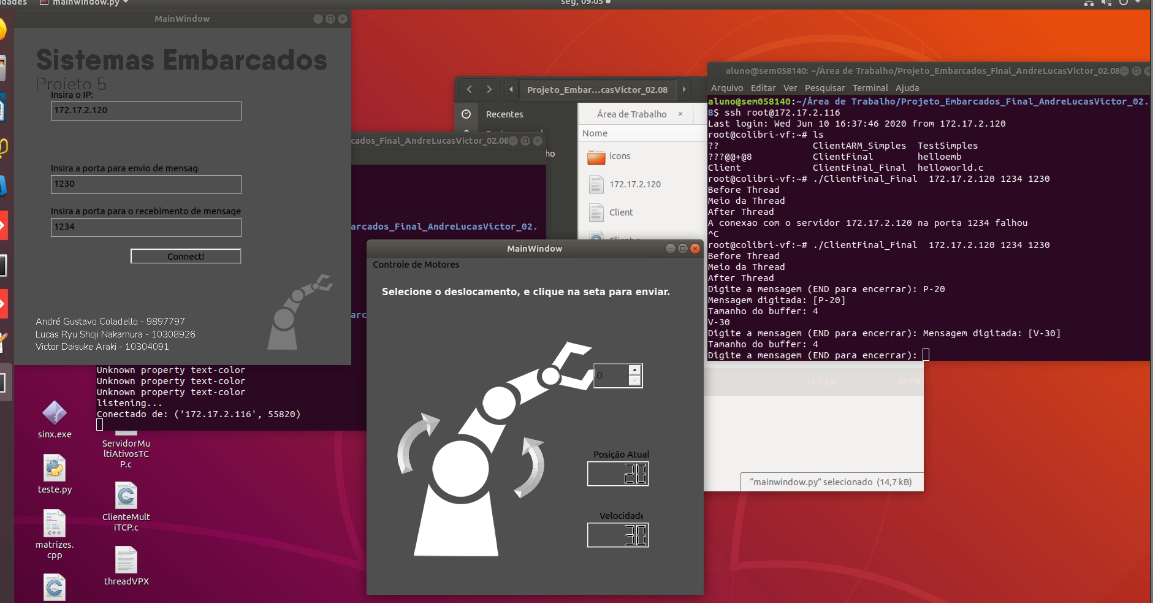 mainwindow.py
seg, 09:05
MainWindow
Sistemas Embarcados
Projeto 5
Insira o IP:
172.17.2.120
Insira a porta para envio de mensag
1230
Insira a porta para o recebimento de mensage
1234
Connect!
André Gustavo Coladello - 9897797
Lucas Ryu Shoji Nakamura - 10308926
Victor Daisuke Araki - 10304091
cados_Final_AndreLucasVictor_02.08
arcados_Final_AndreLucasVictor_02.
Unknown property text-color
Unknown property text-color
Unknown property text-color
listening...
Conectado de: ('172.17.2.116', 55820)
sinx.exe
ServidorMu
ltiAtivosTC
P.c
teste.py
ClienteMult
iTCP.c
matrizes.
cpp
threadVPX
Projeto_Embar...casVictor_02.08
Recentes
Área de Trabalho ×
Nome
icons
172.17.2.120
Client
"mainwindow.py" selecionado (14,7 kB)
MainWindow
Controle de Motores
Selecione o deslocamento, e clique na seta para enviar.
0
Posição Atual
20
Velocidade
30
aluno@sem058140: ~/Área de Trabalho/Projeto_Embarcados_Final_AndreLucasVictor_02.08
Arquivo Editar Ver Pesquisar Terminal Ajuda
aluno@sem058140:~/Área de Trabalho/Projeto_Embarcados_Final_AndreLucasVictor_02.
8$ ssh root@172.17.2.116
Last login: Wed Jun 10 16:37:46 2020 from 172.17.2.120
root@colibri-vf:~# ls
?? ClientARM_Simples TestSimples
???@@+@8 ClientFinal helloemb
Client ClientFinal_Final helloworld.c
root@colibri-vf:~# ./ClientFinal_Final 172.17.2.120 1234 1230
Before Thread
Meio da Thread
After Thread
A conexao com o servidor 172.17.2.120 na porta 1234 falhou
^C
root@colibri-vf:~# ./ClientFinal_Final 172.17.2.120 1234 1230
Before Thread
Meio da Thread
After Thread
Digite a mensagem (END para encerrar): P-20
Mensagem digitada: [P-20]
Tamanho do buffer: 4
V-30
Digite a mensagem (END para encerrar): Mensagem digitada: [V-30]
Tamanho do buffer: 4
Digite a mensagem (END para encerrar):